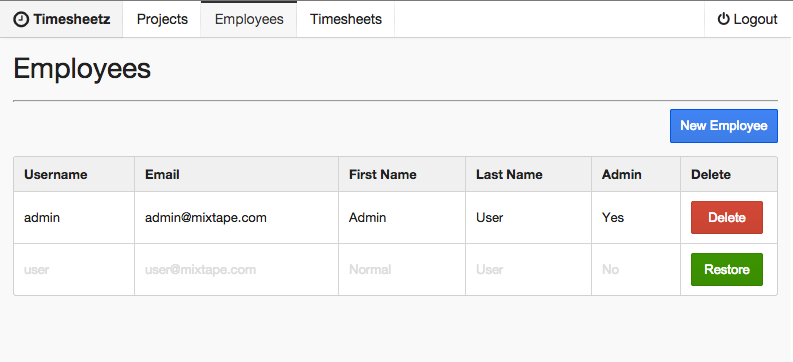 Timesheetz Projects Employees Timesheets Logout
Employees
New Employee
Username Email First Name Last Name Admin Delete
admin admin@mixtape.com Admin User Yes Delete
user user@mixtape.com Normal User No Restore